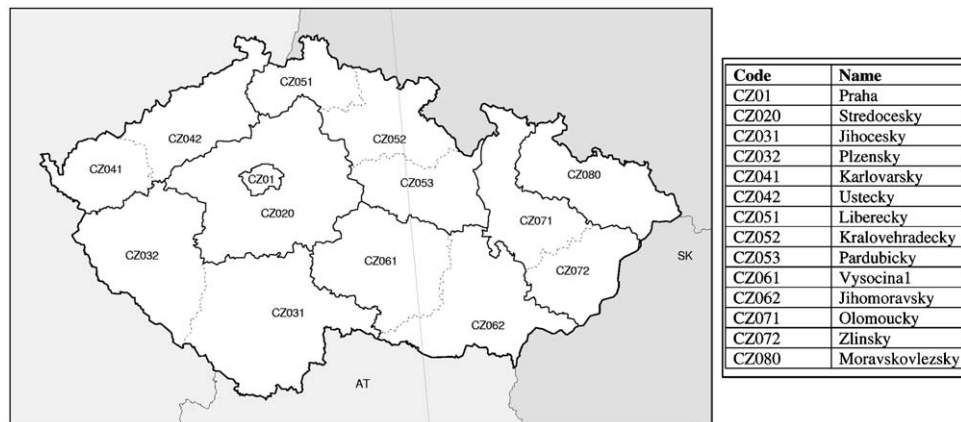 CZ051
CZ042
CZ052
CZ041
CZ01
CZ053
CZ080
CZ020
CZ071
CZ032
CZ061
CZ072
SK
CZ031
CZ062
AT
Code Name
CZ01 Praha
CZ020 Stredocesky
CZ031 Jihocesky
CZ032 Plzensky
CZ041 Karlovarsky
CZ042 Ustecky
CZ051 Liberecky
CZ052 Kralovehradecky
CZ053 Pardubicky
CZ061 Vysocina1
CZ062 Jihomoravsky
CZ071 Olomoucky
CZ072 Zlinsky
CZ080 Moravskovlezsky